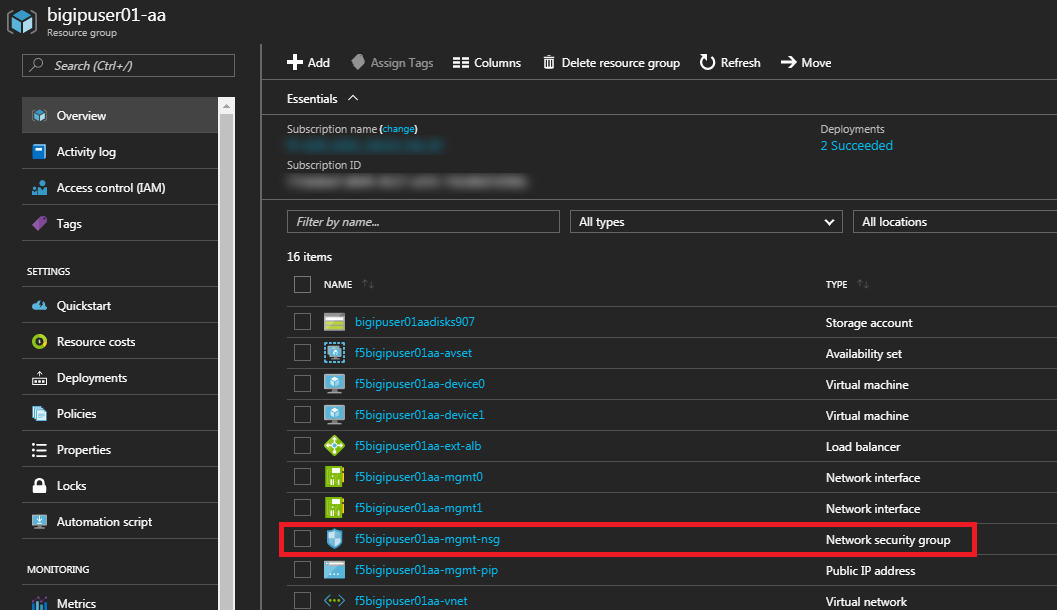 bigipuser01-aa
Resource group
Search (Ctrl+/)
Overview
Activity log
Access control (IAM)
Tags
SETTINGS
Quickstart
Resource costs
Deployments
Policies
Properties
Locks
Automation script
MONITORING
Metrics
Add Assign Tags Columns Delete resource group Refresh Move
Essentials
Subscription name (change)
Subscription ID
Deployments
2 Succeeded
Filter by name... All types All locations
16 items
NAME TYPE
bigipuser01aadisks907 Storage account
f5bigipuser01aa-avset Availability set
f5bigipuser01aa-device0 Virtual machine
f5bigipuser01aa-device1 Virtual machine
f5bigipuser01aa-ext-alb Load balancer
f5bigipuser01aa-mgmt0 Network interface
f5bigipuser01aa-mgmt1 Network interface
f5bigipuser01aa-mgmt-nsg Network security group
f5bigipuser01aa-mgmt-pip Public IP address
f5bigipuser01aa-vnet Virtual network